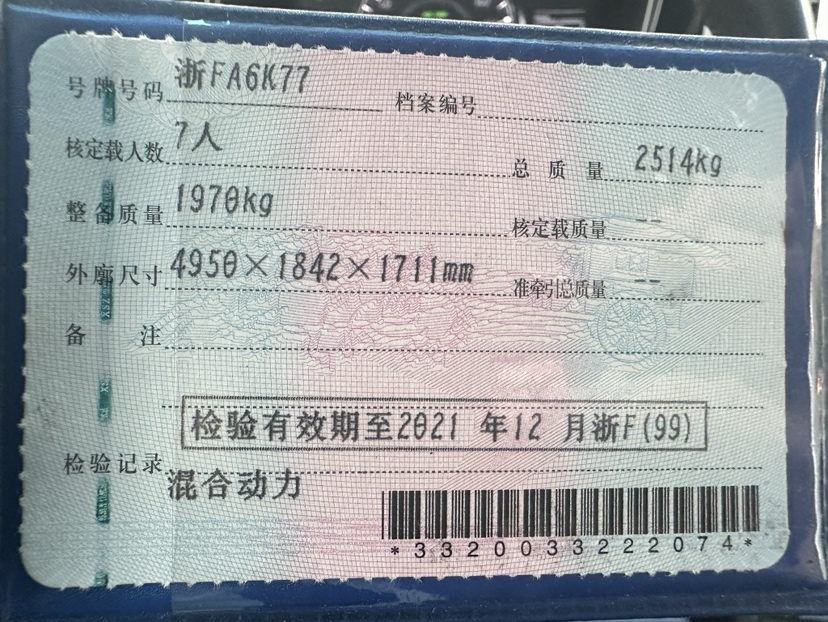 号牌号码 浙FA6K77 档案编号
核定载人数 7人 总质量 2514kg
整备质量 1970kg 核定载质量 --
外廓尺寸 4950×1842×1711mm 准牵引总质量 --
备注
检验有效期至2021 年12 月浙F(99)
检验记录 混合动力
*3320033222074*